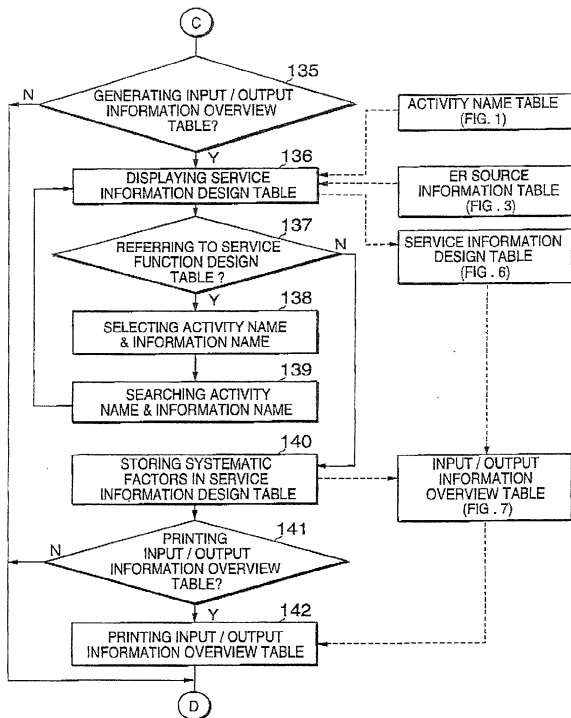 C
135
N
GENERATING INPUT / OUTPUT
INFORMATION OVERVIEW
TABLE?
Y
ACTIVITY NAME TABLE
(FIG. 1)
136
DISPLAYING SERVICE
INFORMATION DESIGN TABLE
ER SOURCE
INFORMATION TABLE
(FIG . 3)
137
REFERRING TO SERVICE
FUNCTION DESIGN
TABLE ?
N
Y
SERVICE INFORMATION
DESIGN TABLE
(FIG. 6)
138
SELECTING ACTIVITY NAME
& INFORMATION NAME
139
SEARCHING ACTIVITY
NAME & INFORMATION NAME
140
STORING SYSTEMATIC
FACTORS IN SERVICE
INFORMATION DESIGN TABLE
INPUT / OUTPUT
INFORMATION
OVERVIEW TABLE
(FIG . 7)
141
N
PRINTING
INPUT / OUTPUT
INFORMATION OVERVIEW
TABLE?
Y
142
PRINTING INPUT / OUTPUT
INFORMATION OVERVIEW TABLE
D